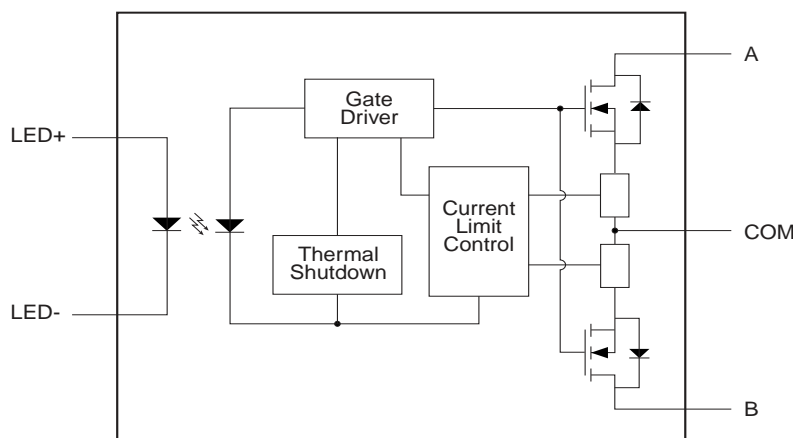 A
Gate
Driver
LED+
Current
Limit
Control
COM
Thermal
Shutdown
LED-
B